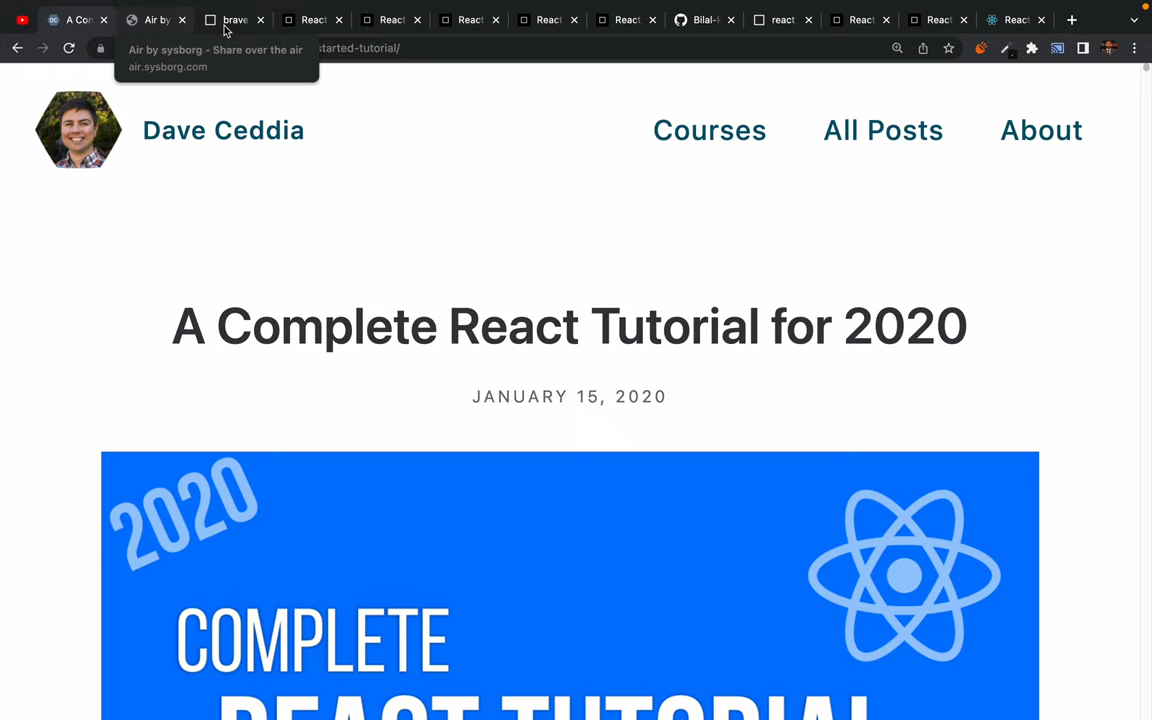 A Con
Air by
brave
React
React
React
React
React
Bilal-k
react
React
React
React
started-tutorial/
Air by sysborg - Share over the air
air.sysborg.com
Dave Ceddia
Courses
All Posts
About
A Complete React Tutorial for 2020
JANUARY 15, 2020
2020
COMPLETE
REACT TUTORIAL